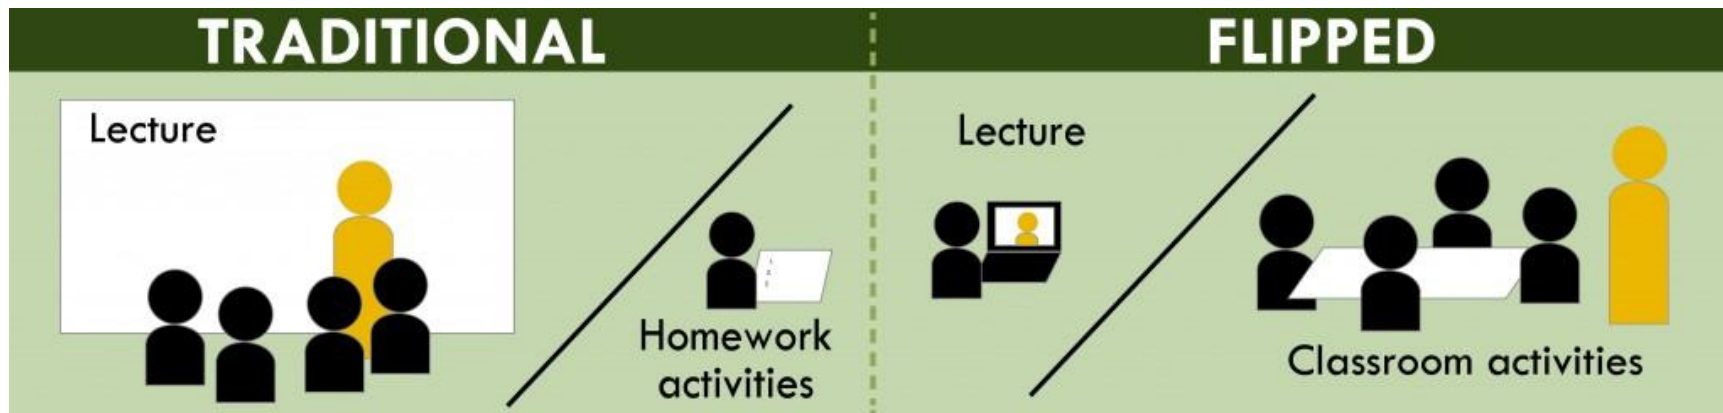 TRADITIONAL
Lecture
Homework
activities
FLIPPED
Lecture
Classroom activities